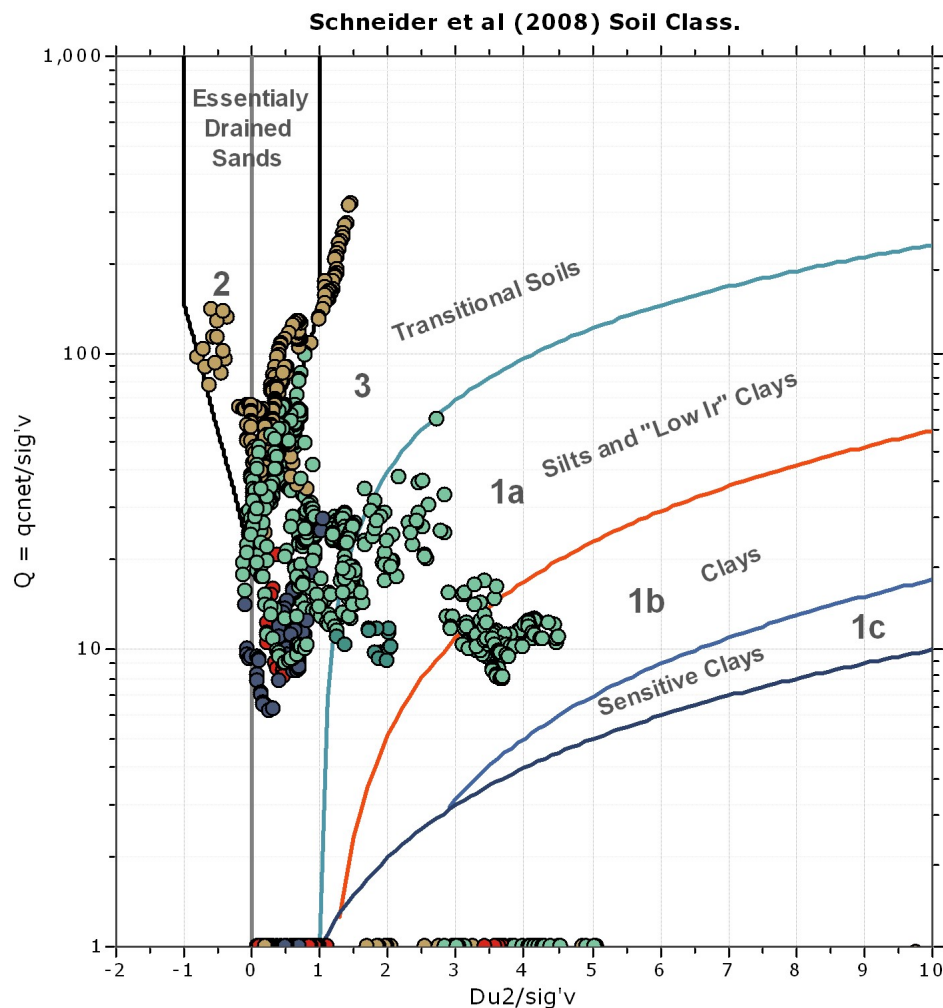 Schneider et al (2008) Soil Class.
1,000
Essentialy
Drained
Sands
2
Transitional Soils
100
3
Silts and "Low Ir" Clays
1a
Q = qcnet/sig'v
Clays
1b
10
1c
Sensitive Clays
1
-2 -1 0 1 2 3 4 5 6 7 8 9 10
Du2/sig'v